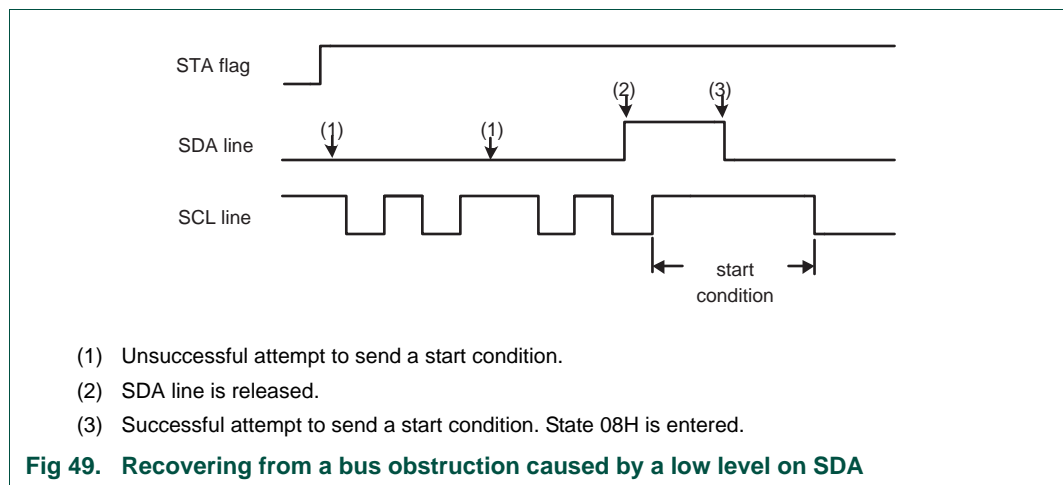 STA flag
(2) (3)
(1) (1)
SDA line
SCL line
start
condition
(1) Unsuccessful attempt to send a start condition.
(2) SDA line is released.
(3) Successful attempt to send a start condition. State 08H is entered.
Fig 49. Recovering from a bus obstruction caused by a low level on SDA